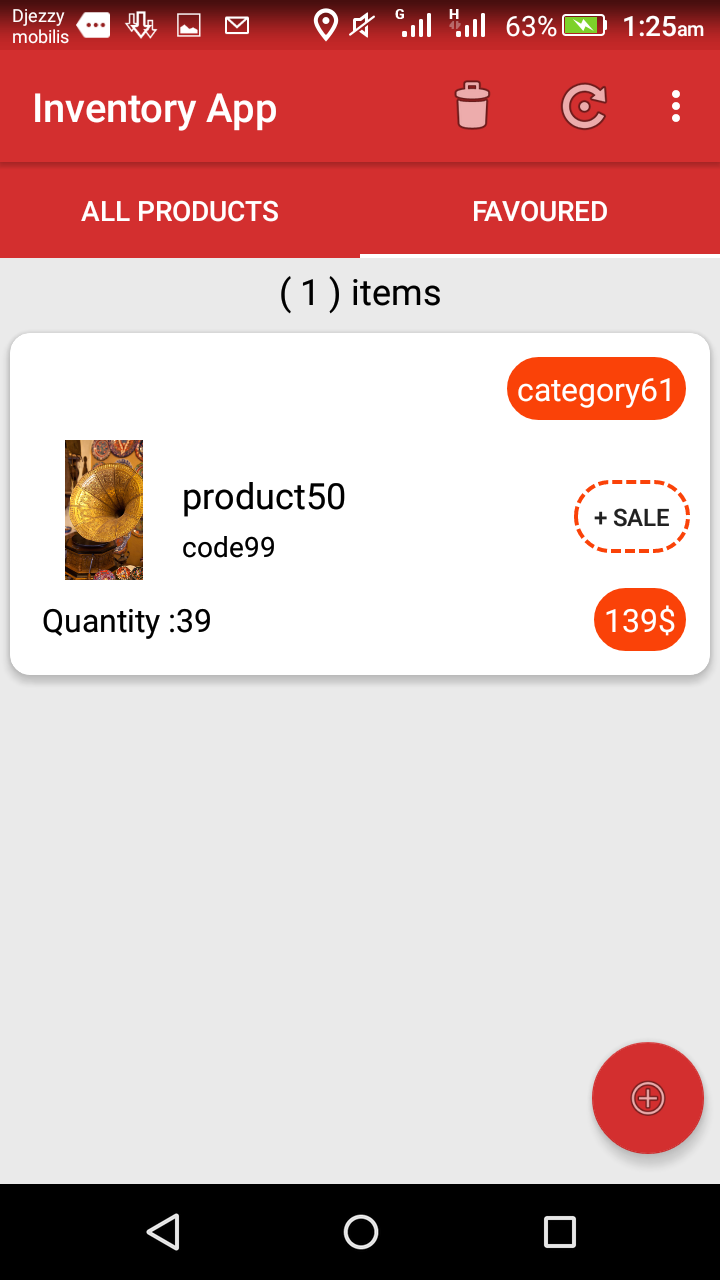 Djezzy
mobilis
G
H
63%
1:25am
Inventory App
ALL PRODUCTS
FAVOURED
( 1 ) items
category61
product50
+ SALE
code99
Quantity :39
139$